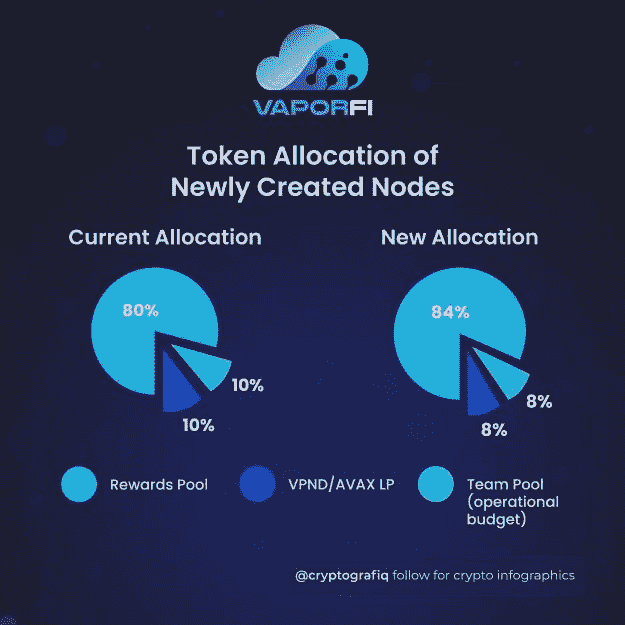 VAPORFI
Token Allocation of
Newly Created Nodes
Current Allocation
New Allocation
80%
10%
10%
84%
8%
8%
Rewards Pool
VPND/AVAX LP
Team Pool
(operational
budget)
@cryptografiq follow for crypto infographics